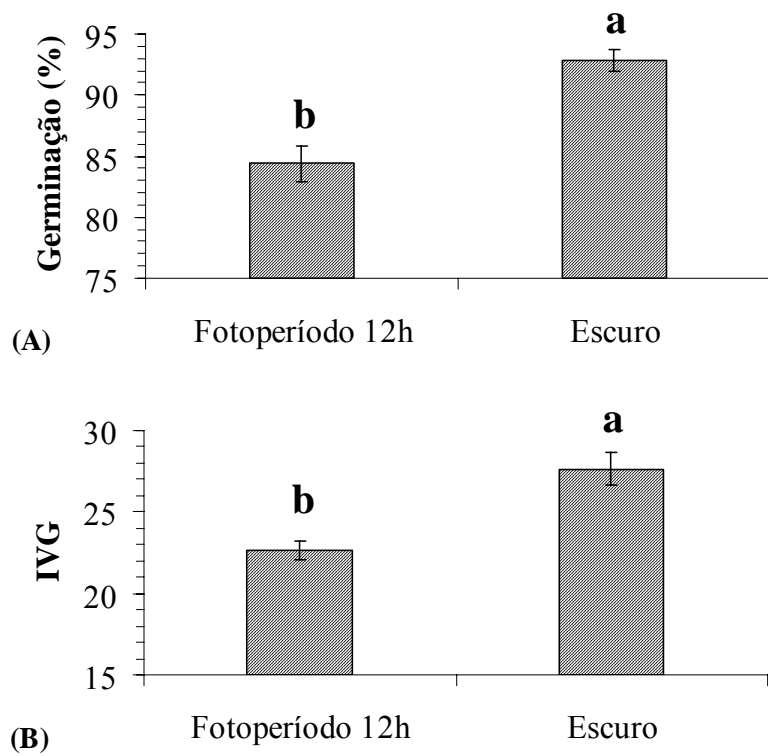 95
90
85
80
75
Germinação (%)
b
a
Fotoperíodo 12h
Escuro
(A)
30
25
20
15
IVG
b
a
Fotoperíodo 12h
Escuro
(B)